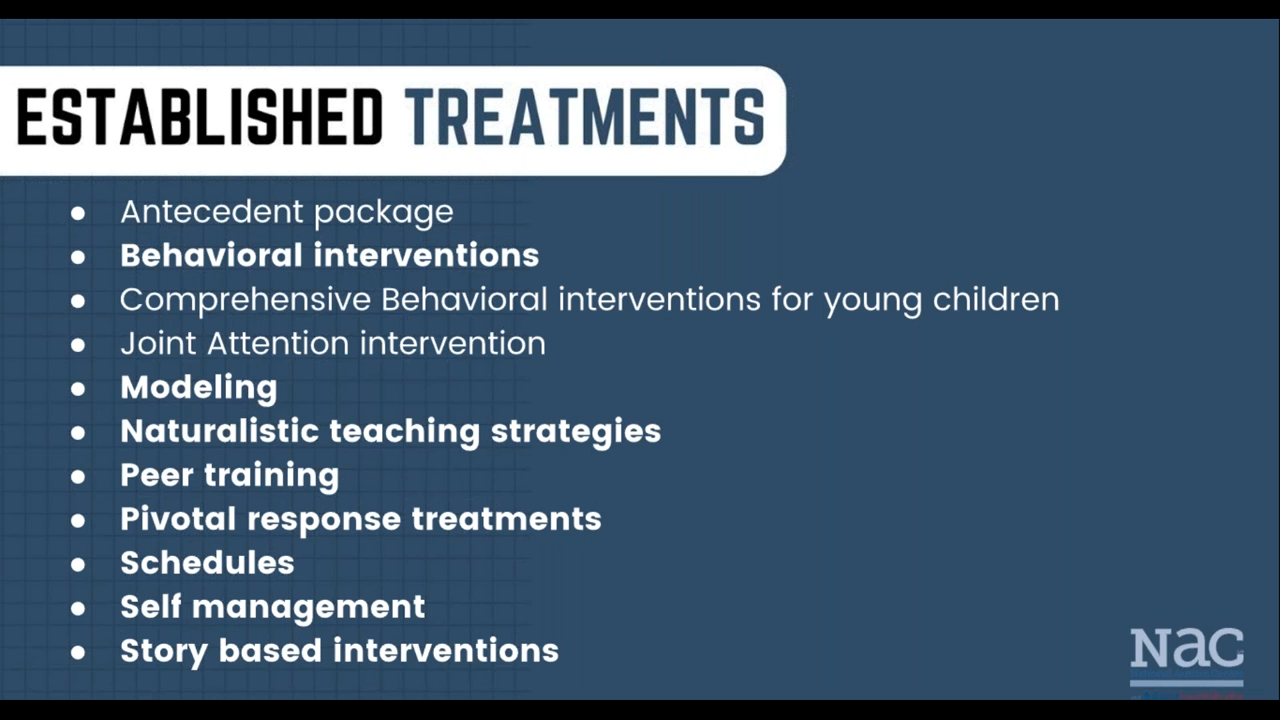 ESTABLISHED TREATMENTS
● Antecedent package
● Behavioral interventions
● Comprehensive Behavioral interventions for young children
● Joint Attention intervention
● Modeling
● Naturalistic teaching strategies
● Peer training
● Pivotal response treatments
● Schedules
● Self management
● Story based interventions
Nac